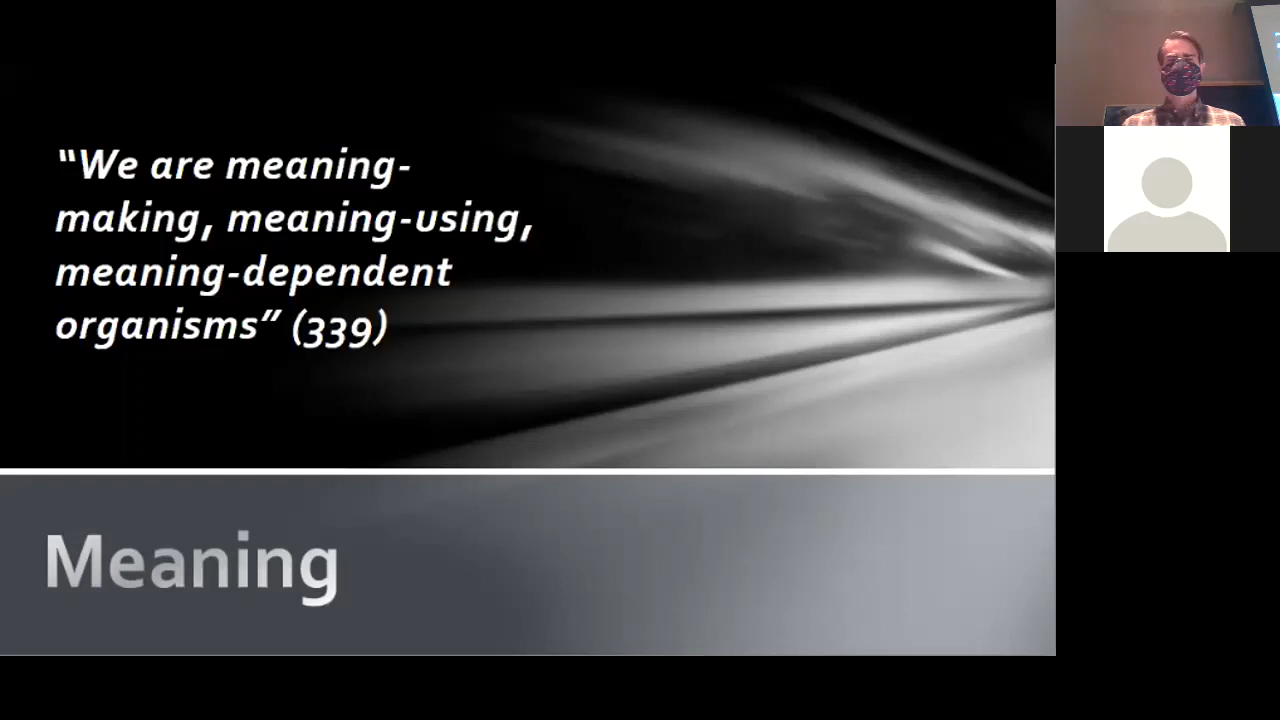 “We are meaning-
making, meaning-using,
meaning-dependent
organisms” (339)
Meaning